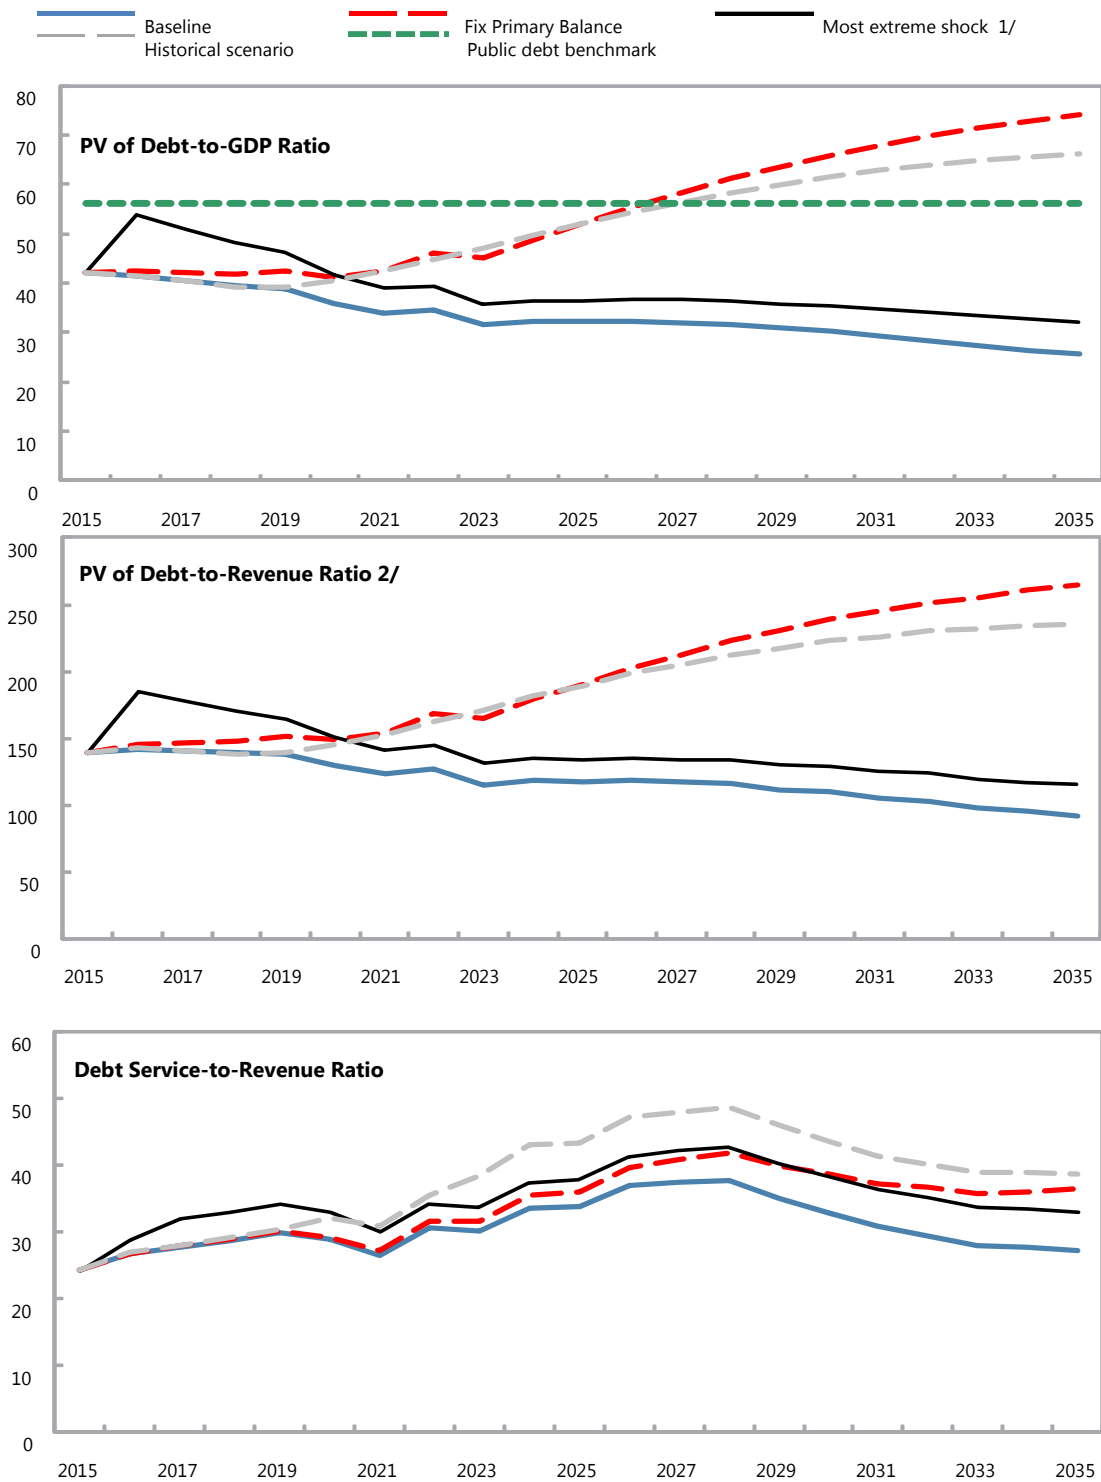 Baseline Fix Primary Balance Most extreme shock 1/
Historical scenario Public debt benchmark
80
PV of Debt-to-GDP Ratio
70
60
50
40
30
20
10
0
2015 2017 2019 2021 2023 2025 2027 2029 2031 2033 2035
300
PV of Debt-to-Revenue Ratio 2/
250
200
150
100
50
0
2015 2017 2019 2021 2023 2025 2027 2029 2031 2033 2035
60
Debt Service-to-Revenue Ratio
50
40
30
20
10
0
2015 2017 2019 2021 2023 2025 2027 2029 2031 2033 2035